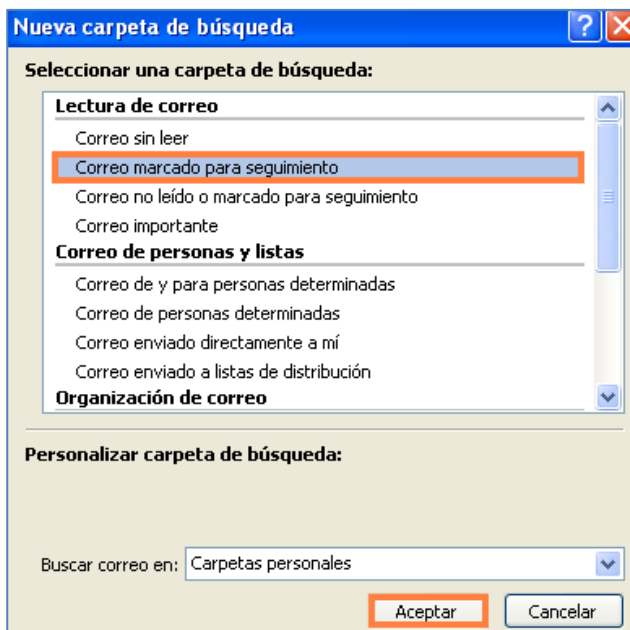 Nueva carpeta de búsqueda
Seleccionar una carpeta de búsqueda:
Lectura de correo
Correo sin leer
Correo marcado para seguimiento
Correo no leído o marcado para seguimiento
Correo importante
Correo de personas y listas
Correo de y para personas determinadas
Correo de personas determinadas
Correo enviado directamente a mí
Correo enviado a listas de distribución
Organización de correo
Personalizar carpeta de búsqueda:
Buscar correo en: Carpetas personales
Aceptar Cancelar